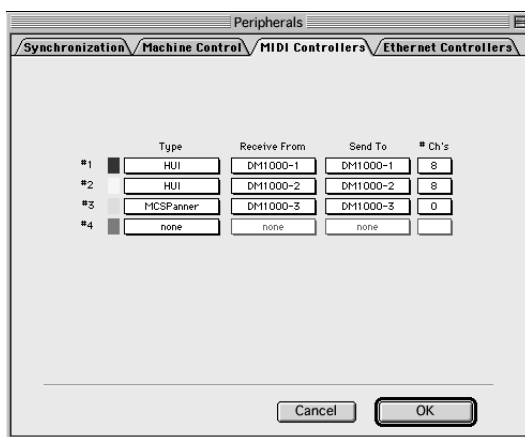 Peripherals
Synchronization Machine Control MIDI Controllers Ethernet Controllers
Type Receive From Send To # Ch's
#1 HUI DM1000-1 DM1000-1 8
#2 HUI DM1000-2 DM1000-2 8
#3 MCSPanner DM1000-3 DM1000-3 0
#4 none none none
Cancel OK